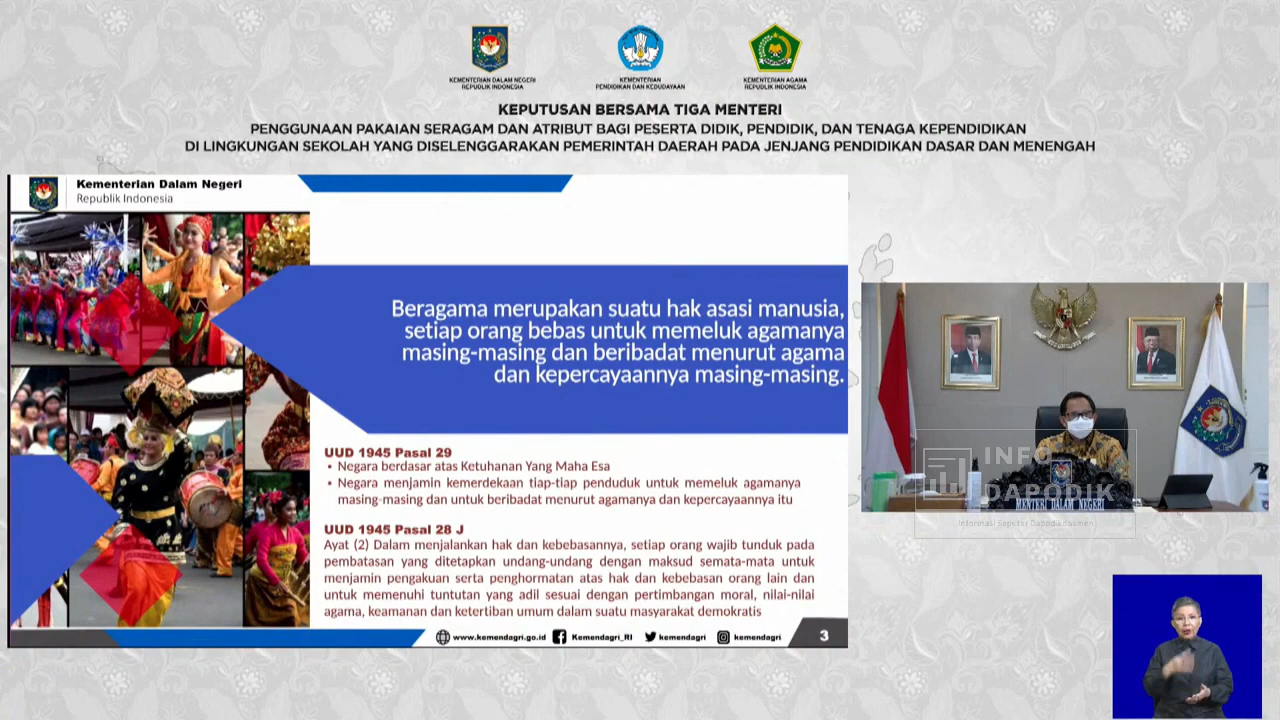 KEMENTERIAN DALAM NEGERI
REPUBLIK INDONESIA
KEMENTERIAN
PENDIDIKAN DAN KEBUDAYAAN
KEMENTERIAN AGAMA
REPUBLIK INDONESIA
KEPUTUSAN BERSAMA TIGA MENTERI
PENGGUNAAN PAKAIAN SERAGAM DAN ATRIBUT BAGI PESERTA DIDIK, PENDIDIK, DAN TENAGA KEPENDIDIKAN
DI LINGKUNGAN SEKOLAH YANG DISELENGGARAKAN PEMERINTAH DAERAH PADA JENJANG PENDIDIKAN DASAR DAN MENENGAH
Kementerian Dalam Negeri
Republik Indonesia
Beragama merupakan suatu hak asasi manusia,
setiap orang bebas untuk memeluk agamanya
masing-masing dan beribadat menurut agama
dan kepercayaannya masing-masing.
UUD 1945 Pasal 29
• Negara berdasar atas Ketuhanan Yang Maha Esa
• Negara menjamin kemerdekaan tiap-tiap penduduk untuk memeluk agamanya
masing-masing dan untuk beribadat menurut agamanya dan kepercayaannya itu
UUD 1945 Pasal 28 J
Ayat (2) Dalam menjalankan hak dan kebebasannya, setiap orang wajib tunduk pada
pembatasan yang ditetapkan undang-undang dengan maksud semata-mata untuk
menjamin pengakuan serta penghormatan atas hak dan kebebasan orang lain dan
untuk memenuhi tuntutan yang adil sesuai dengan pertimbangan moral, nilai-nilai
agama, keamanan dan ketertiban umum dalam suatu masyarakat demokratis
www.kemendagri.go.id Kemendagri_RI kemendagri kemendagri 3
INFO
DAPODIK
Informasi Seputar Dapodikdasmen
MENTERI DALAM NEGERI